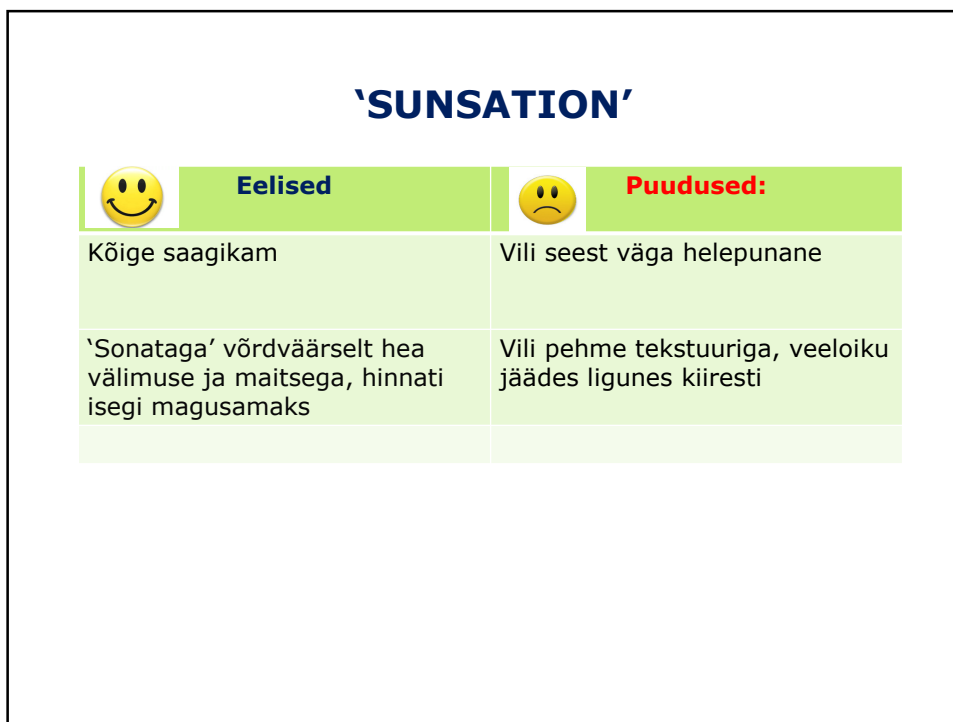 ‘SUNSATION’
Eelised
Puudused:
Kõige saagikam
Vili seest väga helepunane
‘Sonataga’ võrdväärselt hea
välimuse ja maitsega, hinnati
isegi magusamaks
Vili pehme tekstuuriga, veeloiku
jäädes ligunes kiiresti